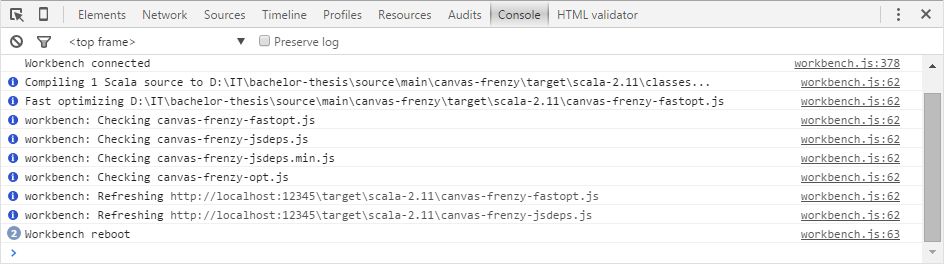 Elements Network Sources Timeline Profiles Resources Audits Console HTML validator
<top frame> Preserve log
Workbench connected workbench.js:378
Compiling 1 Scala source to D:\IT\bachelor-thesis\source\main\canvas-frenzy\target\scala-2.11\classes... workbench.js:62
Fast optimizing D:\IT\bachelor-thesis\source\main\canvas-frenzy\target\scala-2.11\canvas-frenzy-fastopt.js workbench.js:62
workbench: Checking canvas-frenzy-fastopt.js workbench.js:62
workbench: Checking canvas-frenzy-jsdeps.js workbench.js:62
workbench: Checking canvas-frenzy-jsdeps.min.js workbench.js:62
workbench: Checking canvas-frenzy-opt.js workbench.js:62
workbench: Refreshing http://localhost:12345\target\scala-2.11\canvas-frenzy-fastopt.js workbench.js:62
workbench: Refreshing http://localhost:12345\target\scala-2.11\canvas-frenzy-jsdeps.js workbench.js:62
2 Workbench reboot workbench.js:63